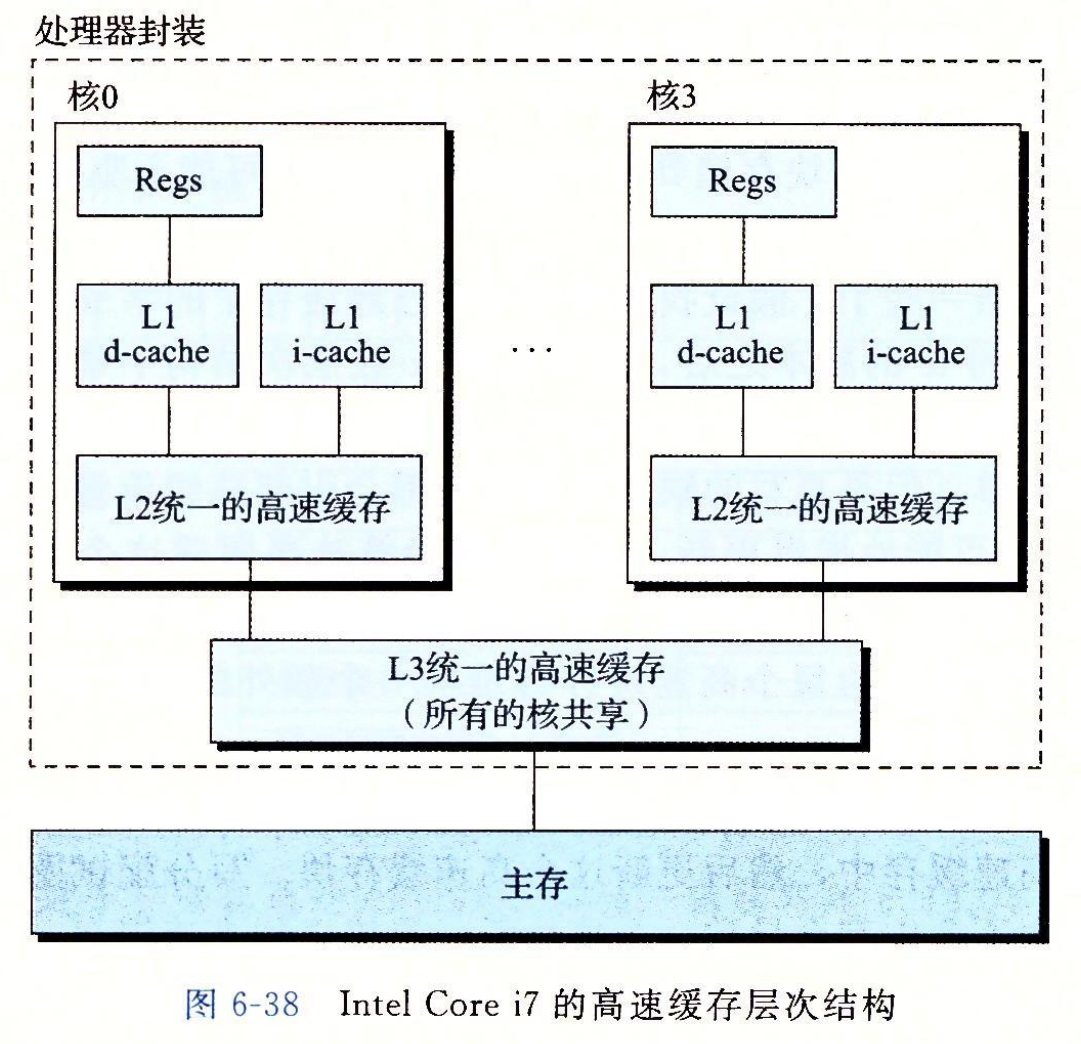 处理器封装
核0
核3
Regs
Regs
L1
d-cache
L1
i-cache
...
L1
d-cache
L1
i-cache
L2统一的高速缓存
L2统一的高速缓存
L3统一的高速缓存
（所有的核共享）
主存
图 6-38 Intel Core i7 的高速缓存层次结构